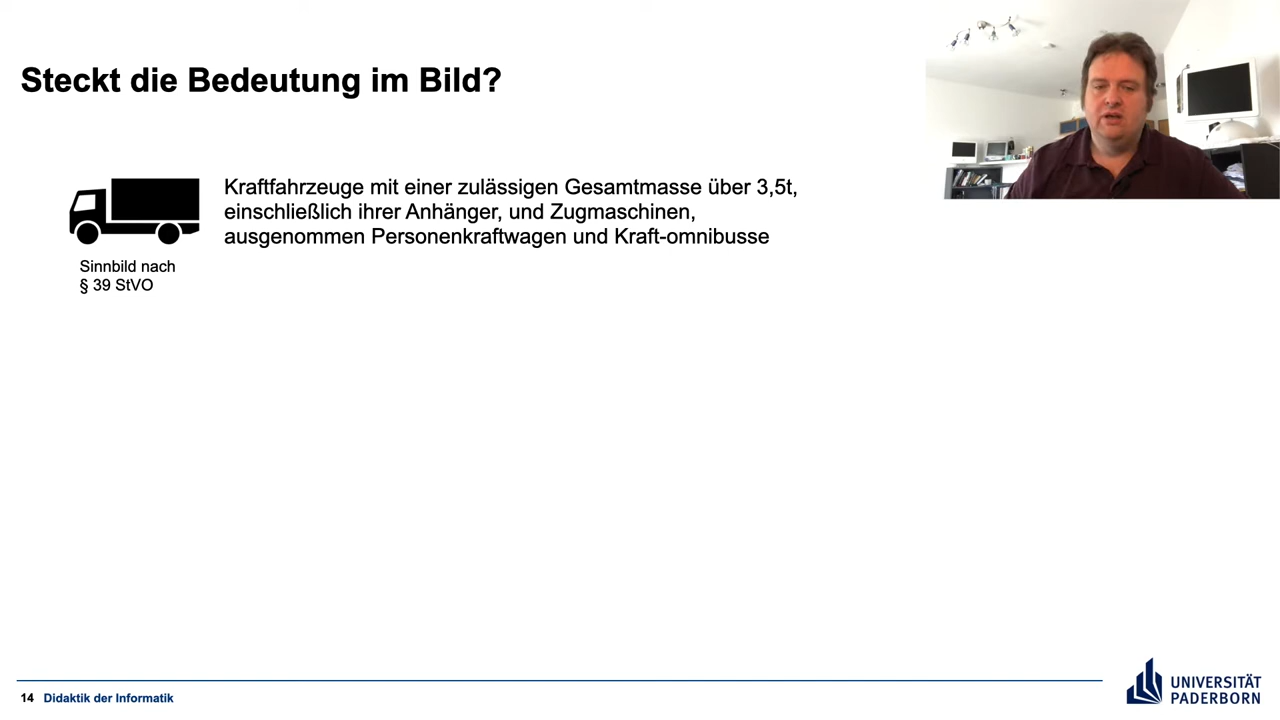 Steckt die Bedeutung im Bild?
Kraftfahrzeuge mit einer zulässigen Gesamtmasse über 3,5t,
einschließlich ihrer Anhänger, und Zugmaschinen,
ausgenommen Personenkraftwagen und Kraft-omnibusse
Sinnbild nach
§ 39 StVO
14 Didaktik der Informatik
UNIVERSITÄT
PADERBORN